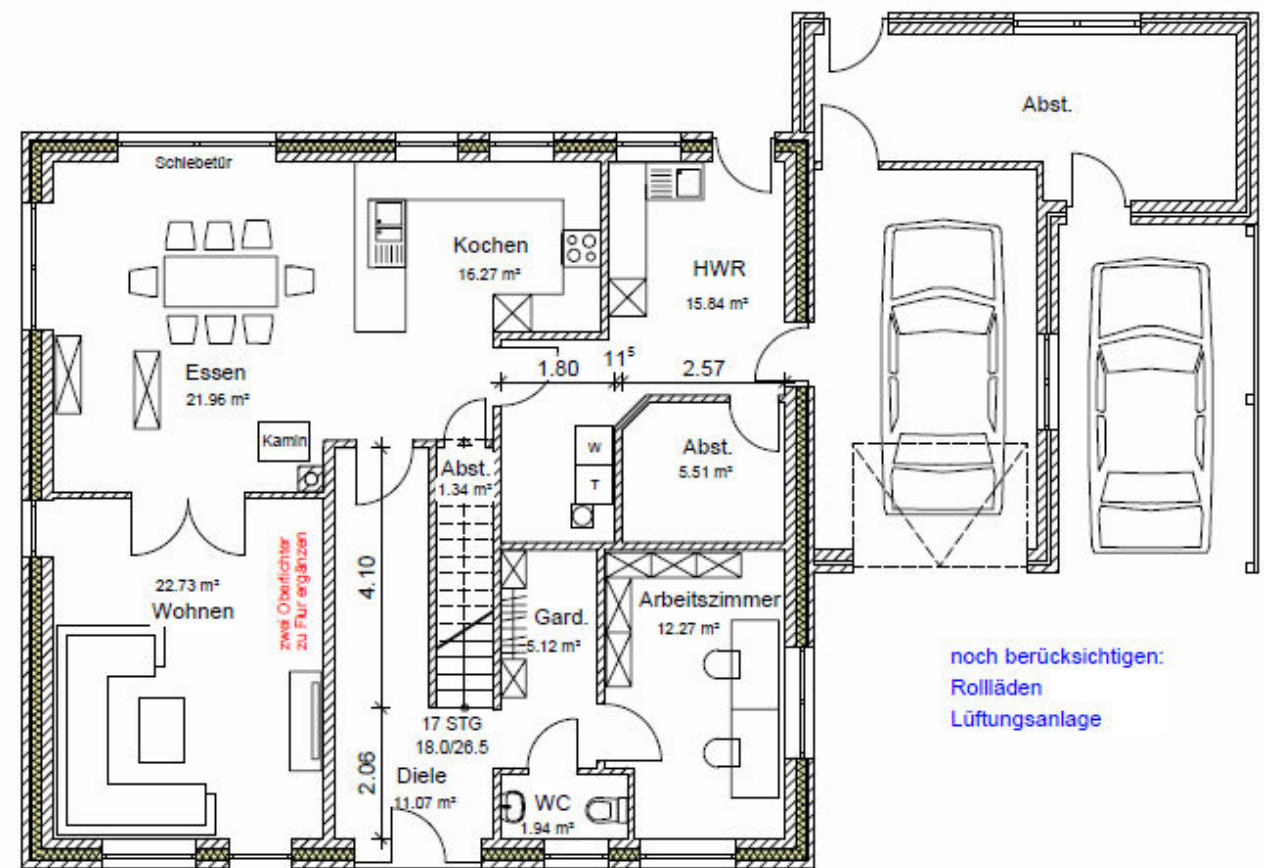 Abst.
Schiebetür
Kochen
16.27 m²
HWR
15.84 m²
11⁵
1.80
2.57
Essen
21.96 m²
Kamin
Abst.
1.34 m²
W
T
Abst.
5.51 m²
zwei Oberlichter
zu Flur ergänzen
22.73 m²
Wohnen
4.10
Gard.
5.12 m²
Arbeitszimmer
12.27 m²
noch berücksichtigen:
Rollläden
Lüftungsanlage
17 STG
18.0/26.5
2.06
Diele
11.07 m²
WC
1.94 m²